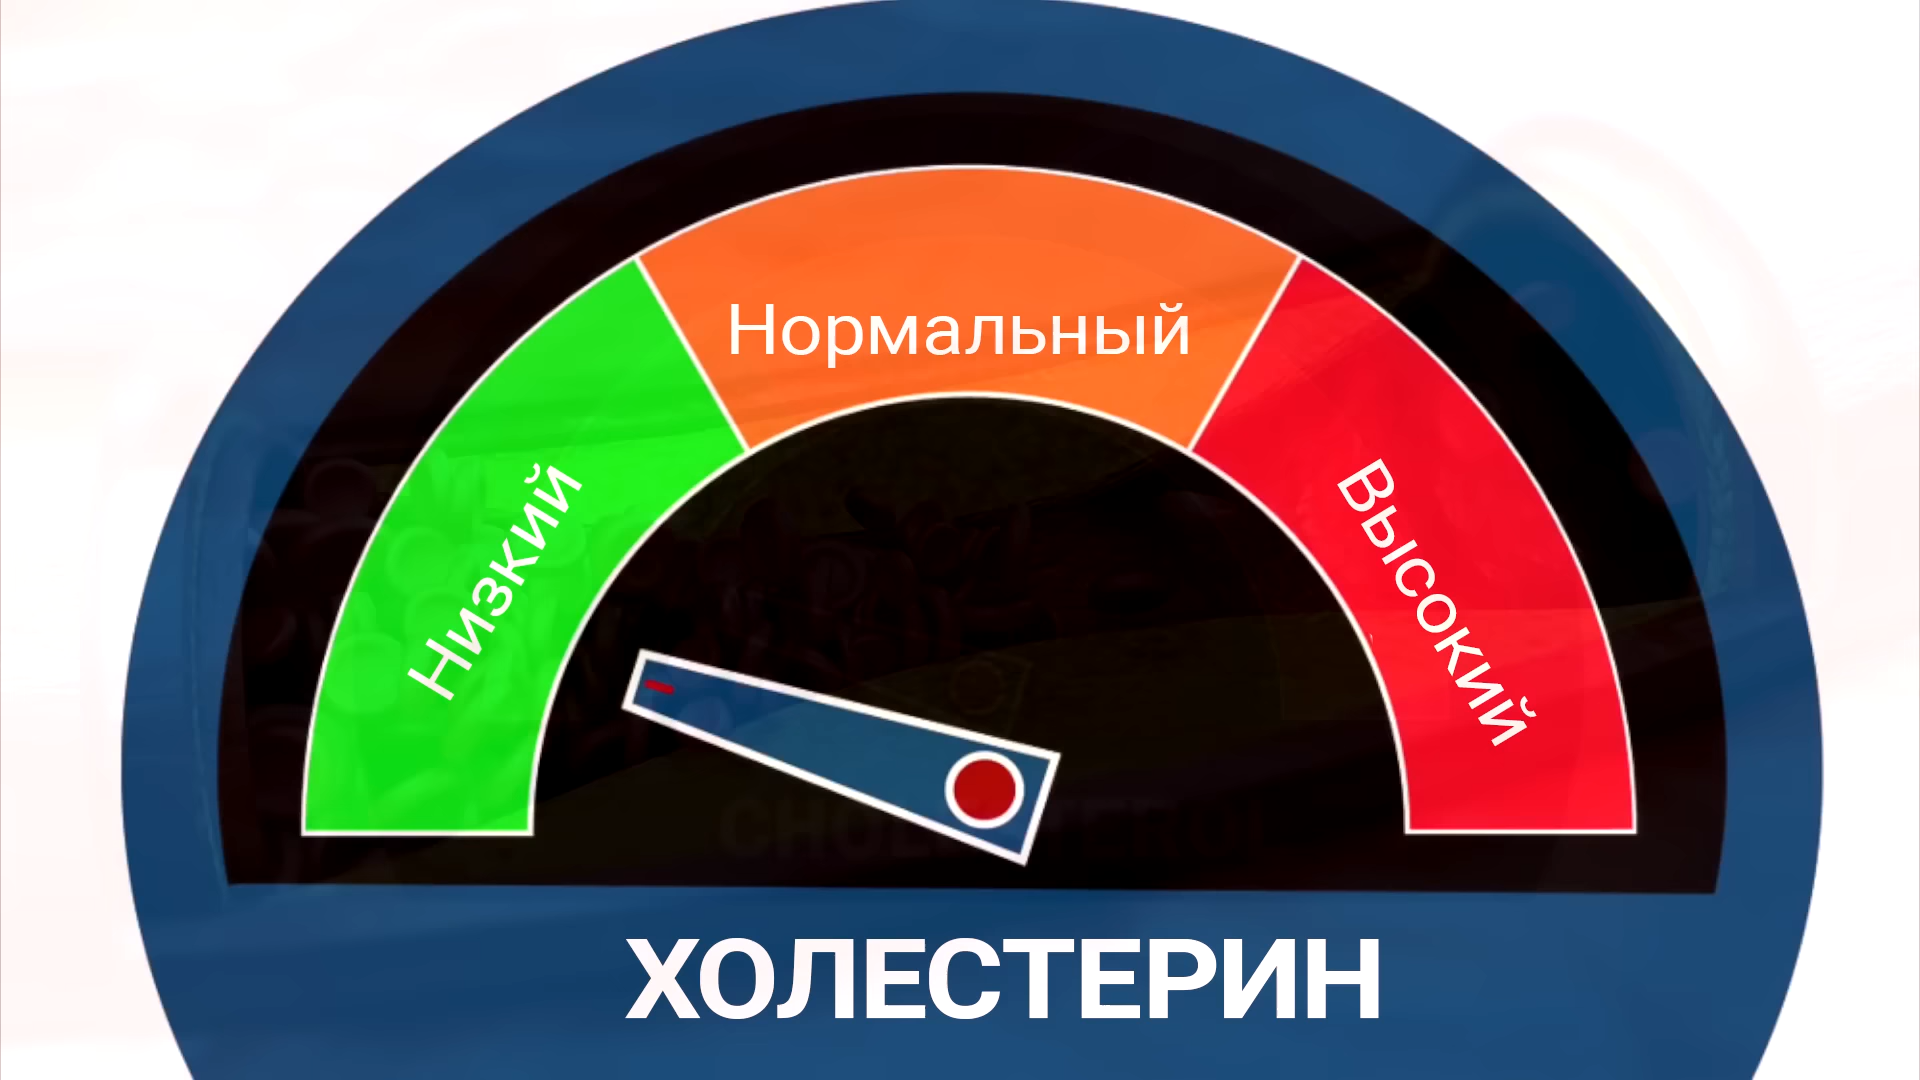 Нормальный
Низкий
Высокий
ХОЛЕСТЕРИН